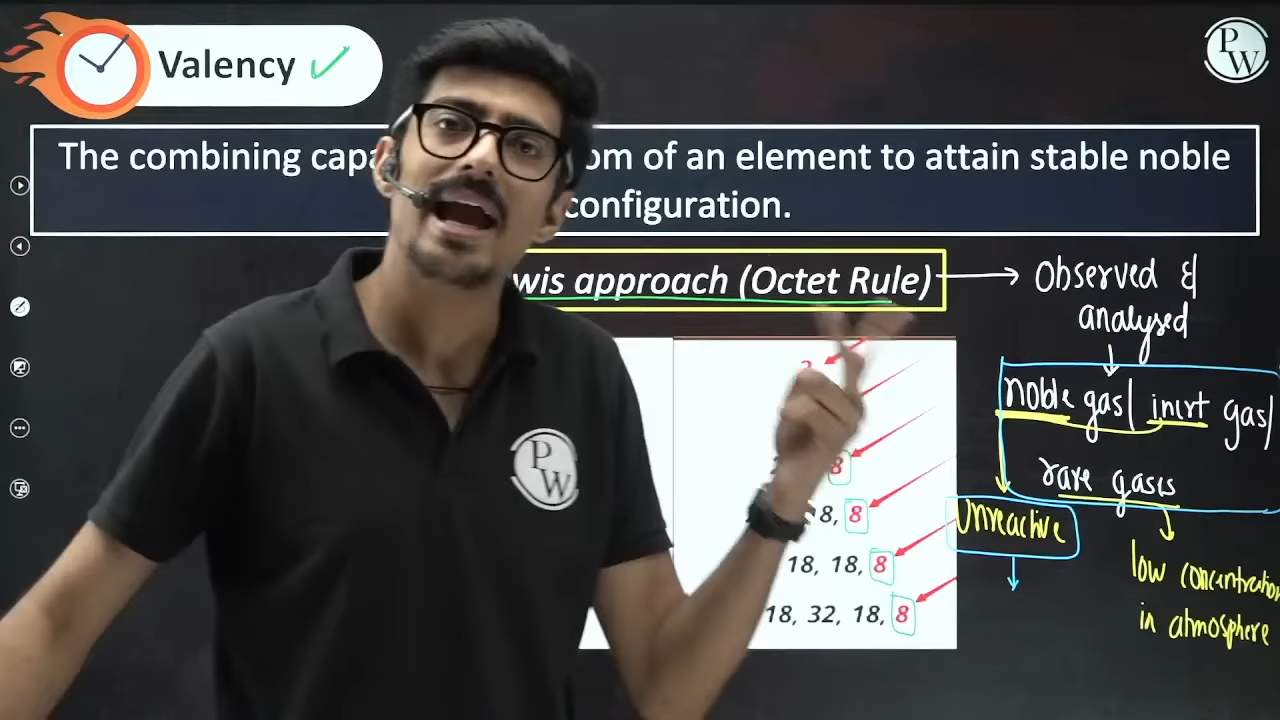 Valency
PW
The combining capa om of an element to attain stable noble
configuration.
wis approach (Octet Rule)
Observed &
analysed
noble gas/ inert gas/
rare gases
Unreactive
low concentration
in atmosphere
2
8
8, 8
18, 18, 8
18, 32, 18, 8
PW